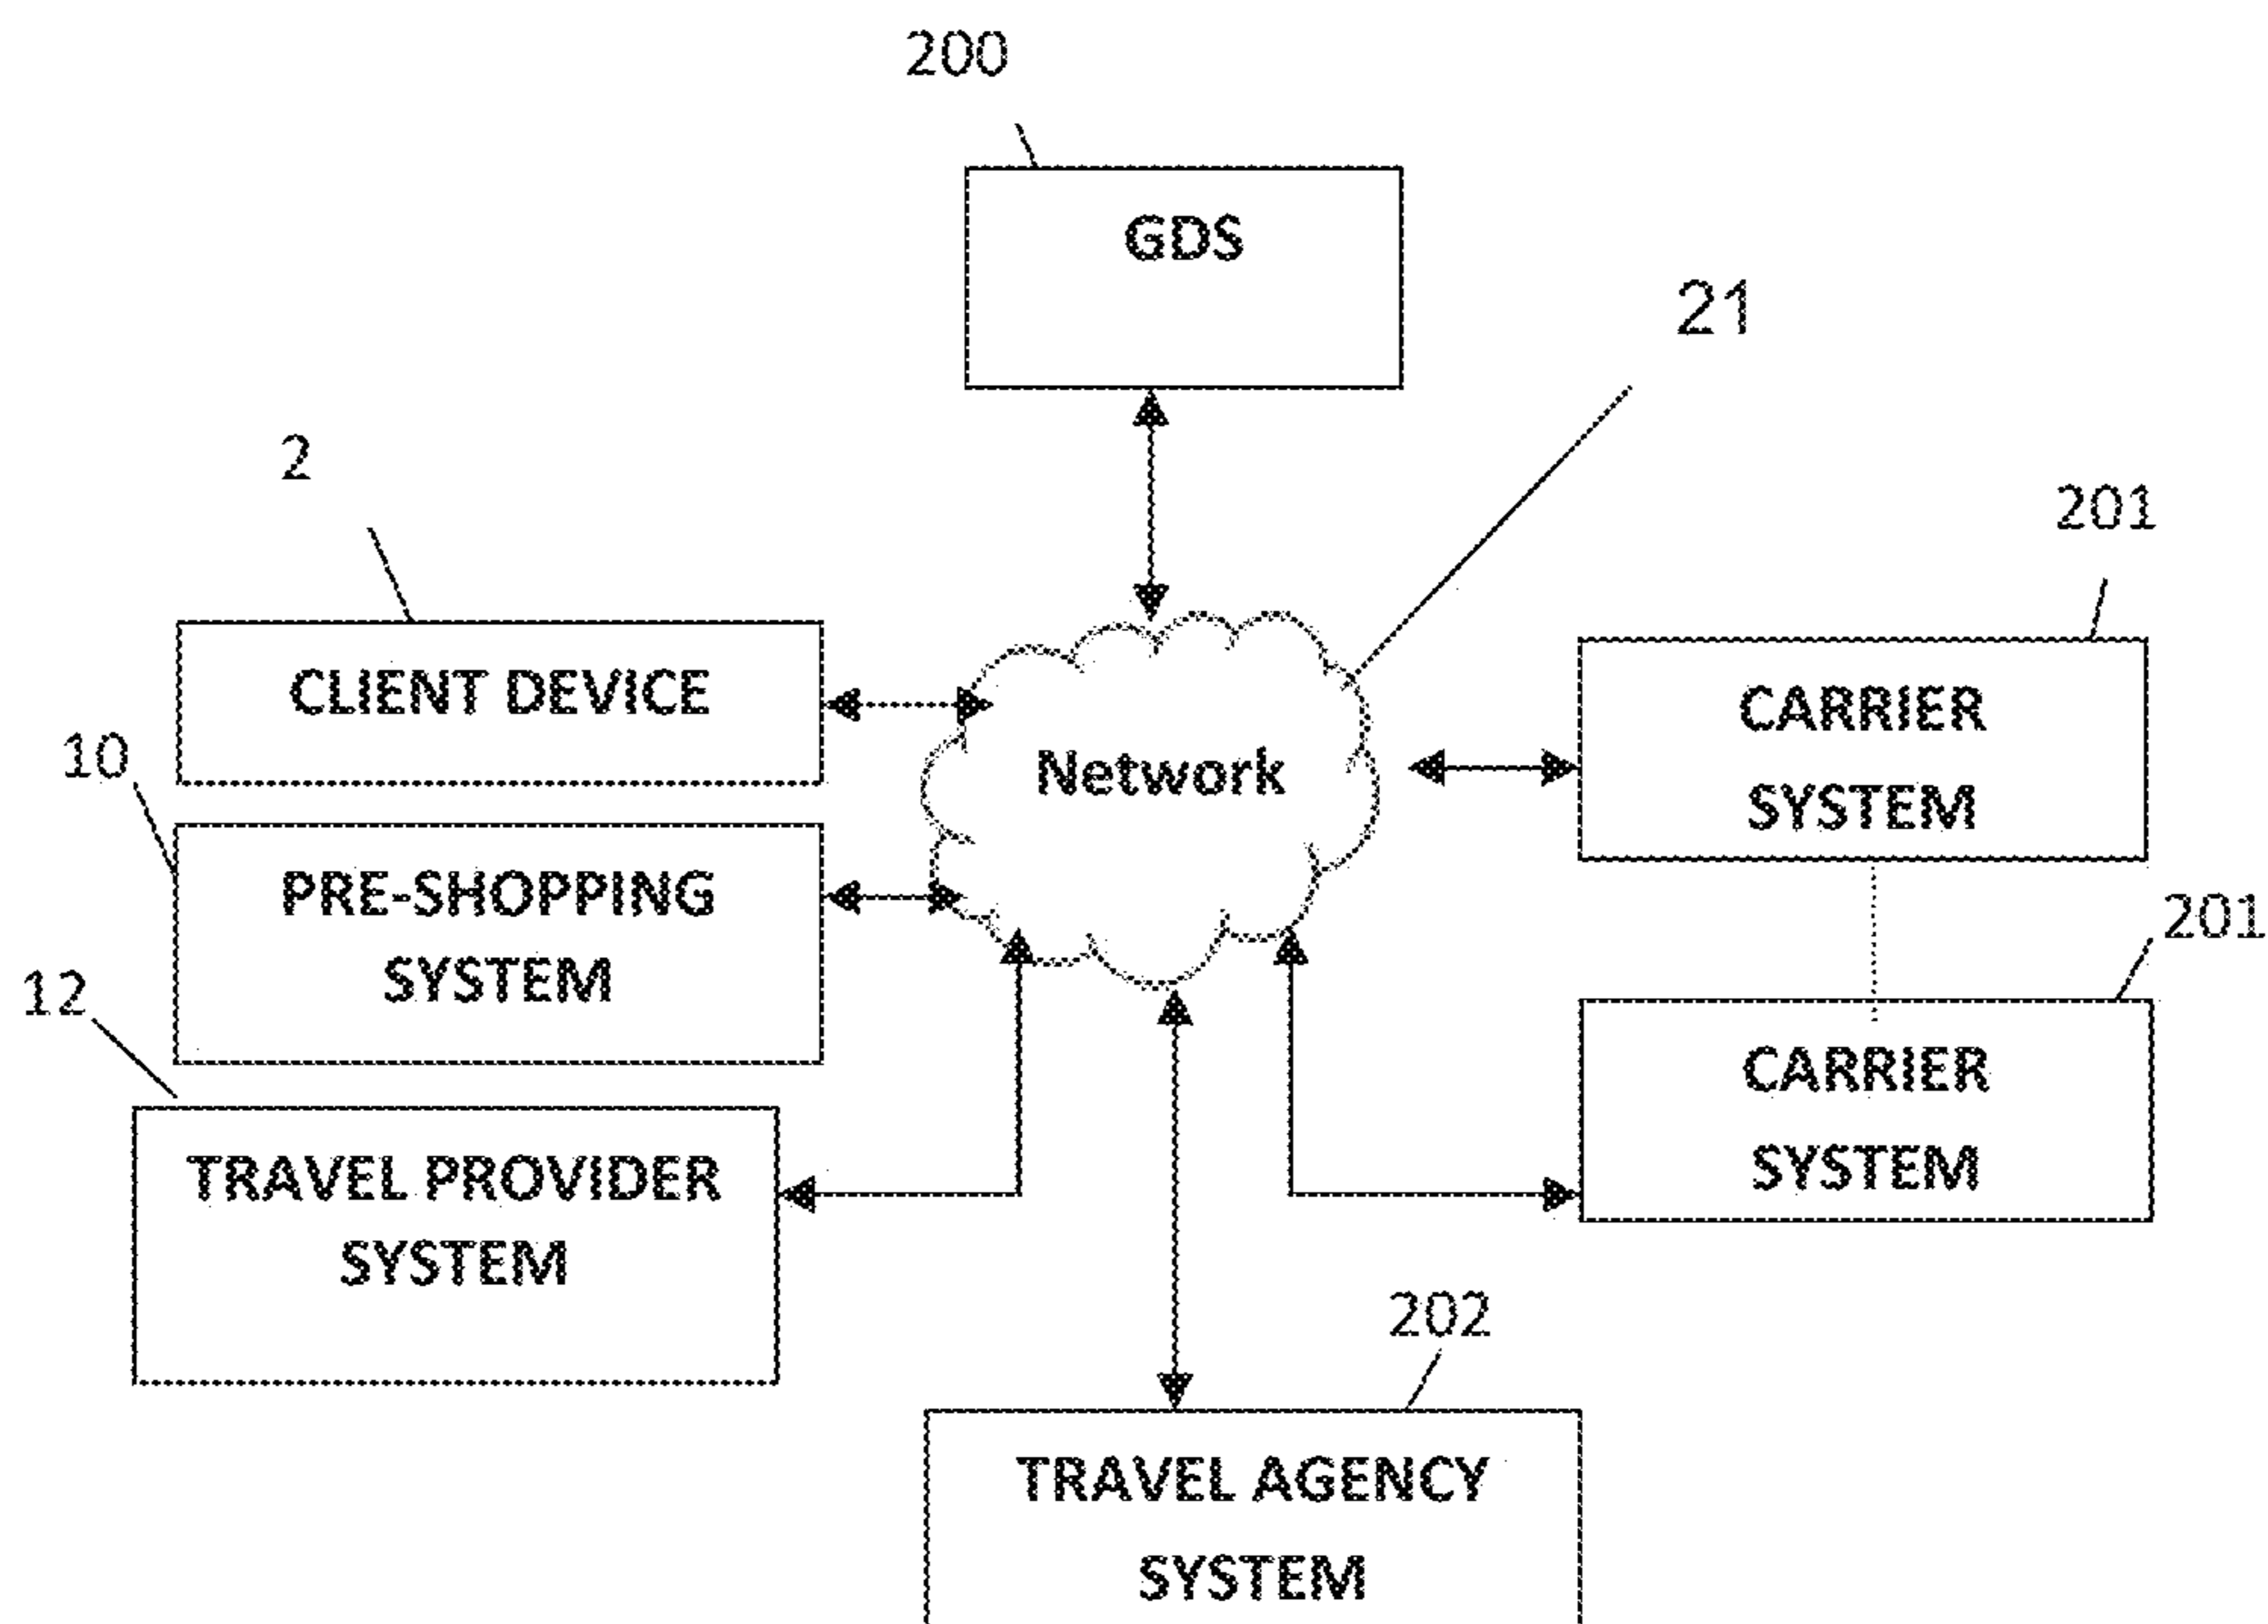 200
GDS
21
2
201
CLIENT DEVICE
CARRIER
SYSTEM
10
Network
PRE-SHOPPING
SYSTEM
201
12
CARRIER
SYSTEM
TRAVEL PROVIDER
SYSTEM
202
TRAVEL AGENCY
SYSTEM